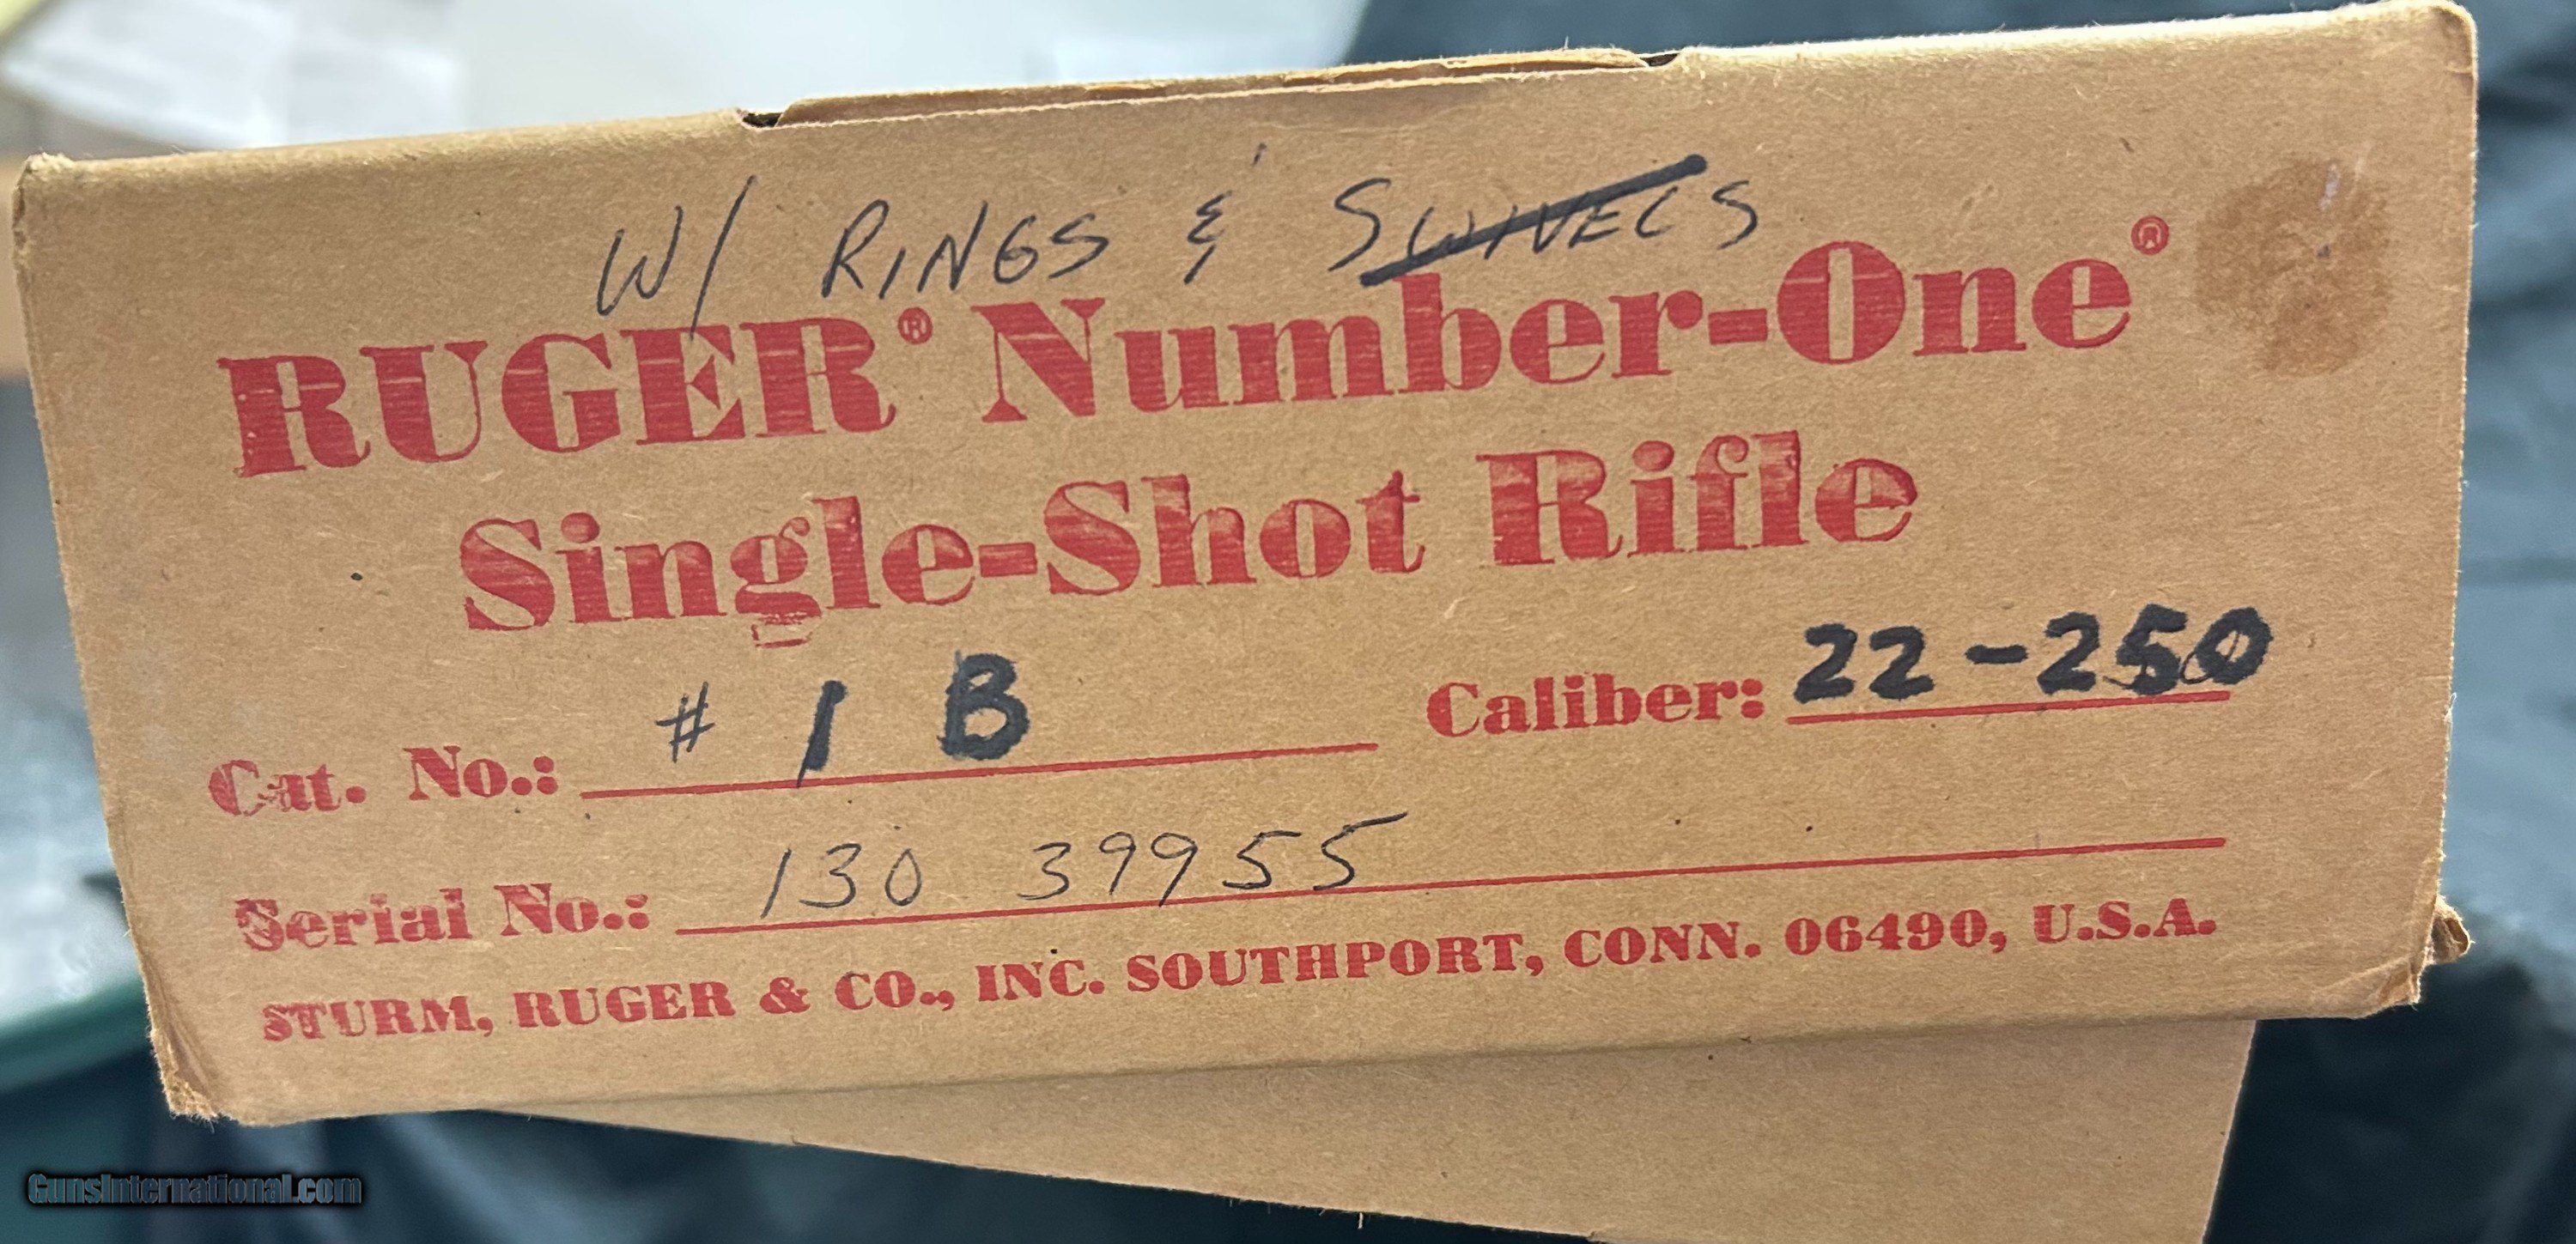 W/ RINGS & SWIVELS
RUGER® Number-One®
Single-Shot Rifle
Cat. No.: # 1 B Caliber: 22-250
Serial No.: 130 39955
STURM, RUGER & CO., INC. SOUTHPORT, CONN. 06490, U.S.A.
GunsInternational.com